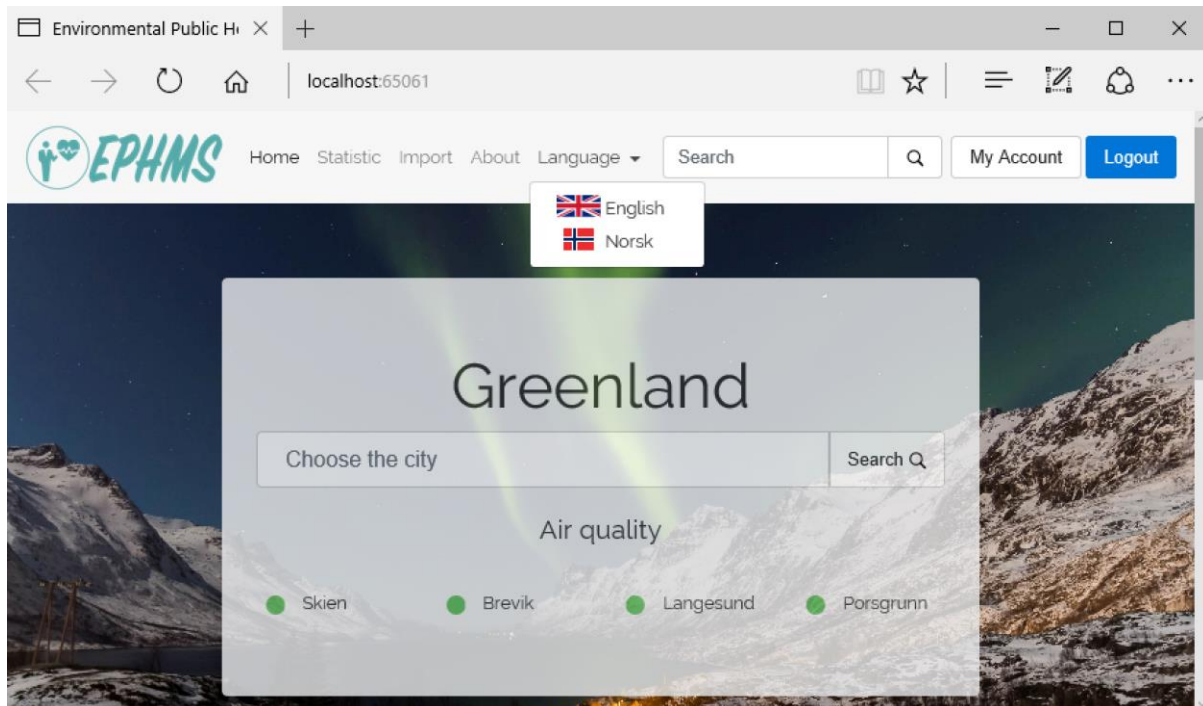 Environmental Public H
localhost:65061
EPHMS
Home Statistic Import About Language Search My Account Logout
English
Norsk
Greenland
Choose the city Search
Air quality
Skien Brevik Langesund Porsgrunn